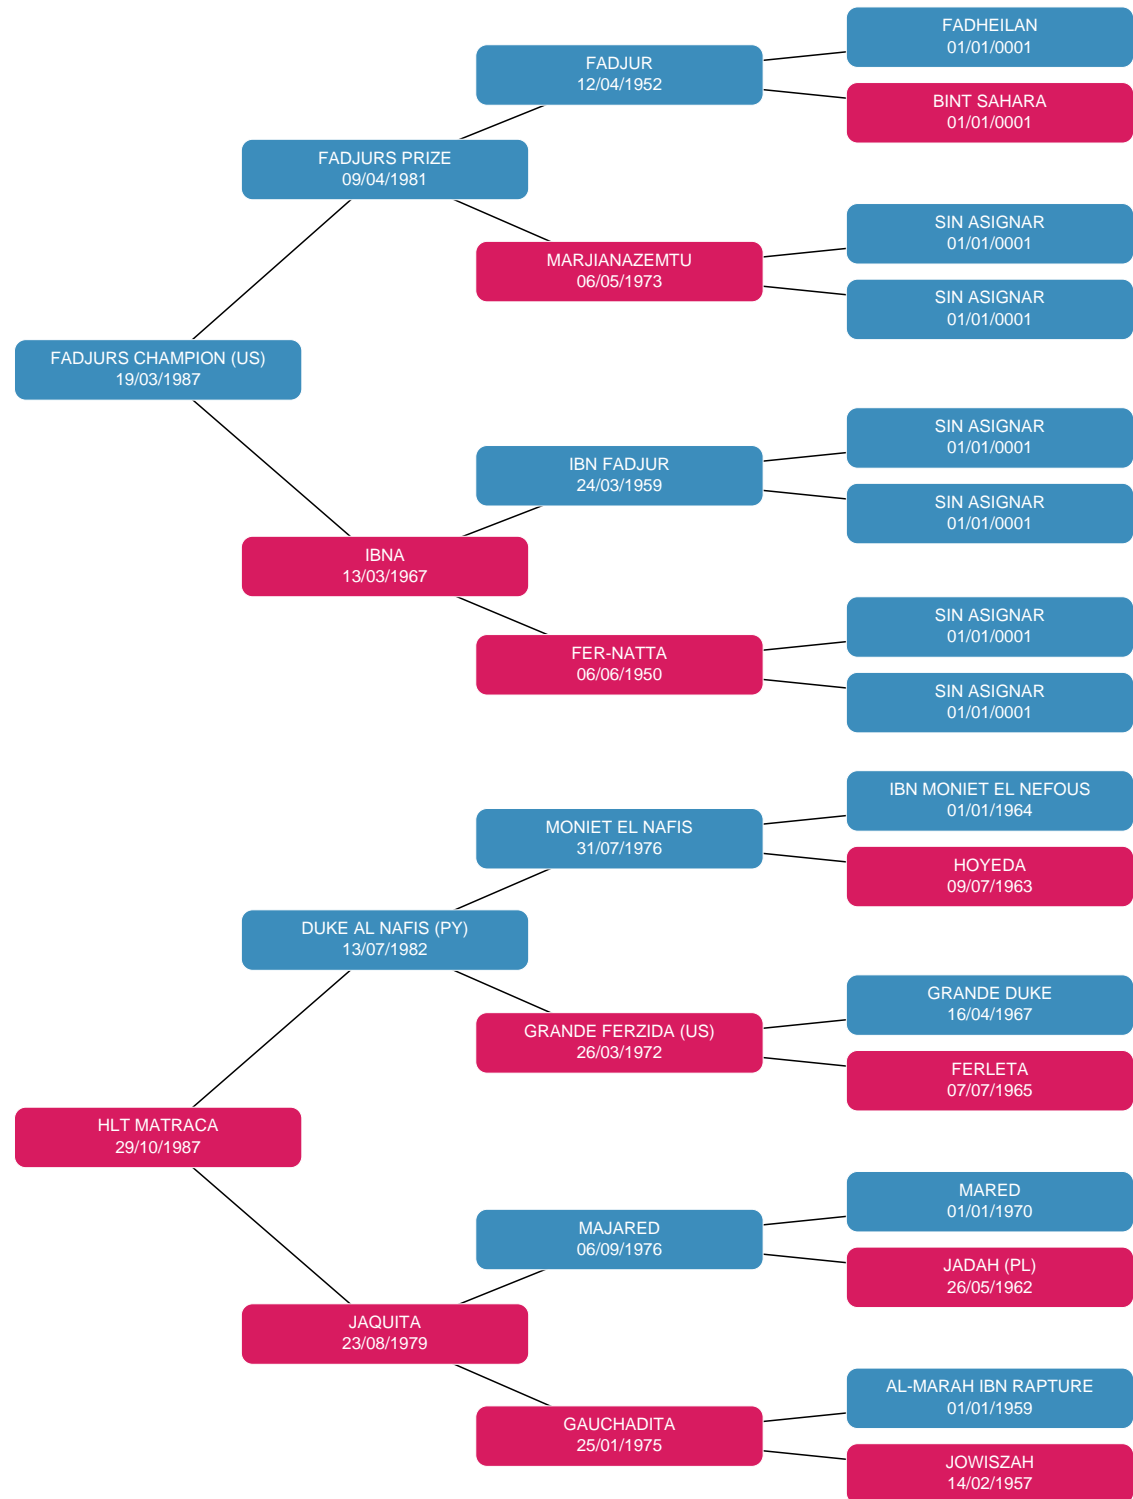 FADHEILAN
01/01/0001
FADJUR
12/04/1952
BINT SAHARA
01/01/0001
FADJURS PRIZE
09/04/1981
SIN ASIGNAR
01/01/0001
MARJIANAZEMTU
06/05/1973
SIN ASIGNAR
01/01/0001
FADJURS CHAMPION (US)
19/03/1987
SIN ASIGNAR
01/01/0001
IBN FADJUR
24/03/1959
SIN ASIGNAR
01/01/0001
IBNA
13/03/1967
SIN ASIGNAR
01/01/0001
FER-NATTA
06/06/1950
SIN ASIGNAR
01/01/0001
IBN MONIET EL NEFOUS
01/01/1964
MONIET EL NAFIS
31/07/1976
HOYEDA
09/07/1963
DUKE AL NAFIS (PY)
13/07/1982
GRANDE DUKE
16/04/1967
GRANDE FERZIDA (US)
26/03/1972
FERLETA
07/07/1965
HLT MATRACA
29/10/1987
MARED
01/01/1970
MAJARED
06/09/1976
JADAH (PL)
26/05/1962
JAQUITA
23/08/1979
AL-MARAH IBN RAPTURE
01/01/1959
GAUCHADITA
25/01/1975
JOWISZAH
14/02/1957